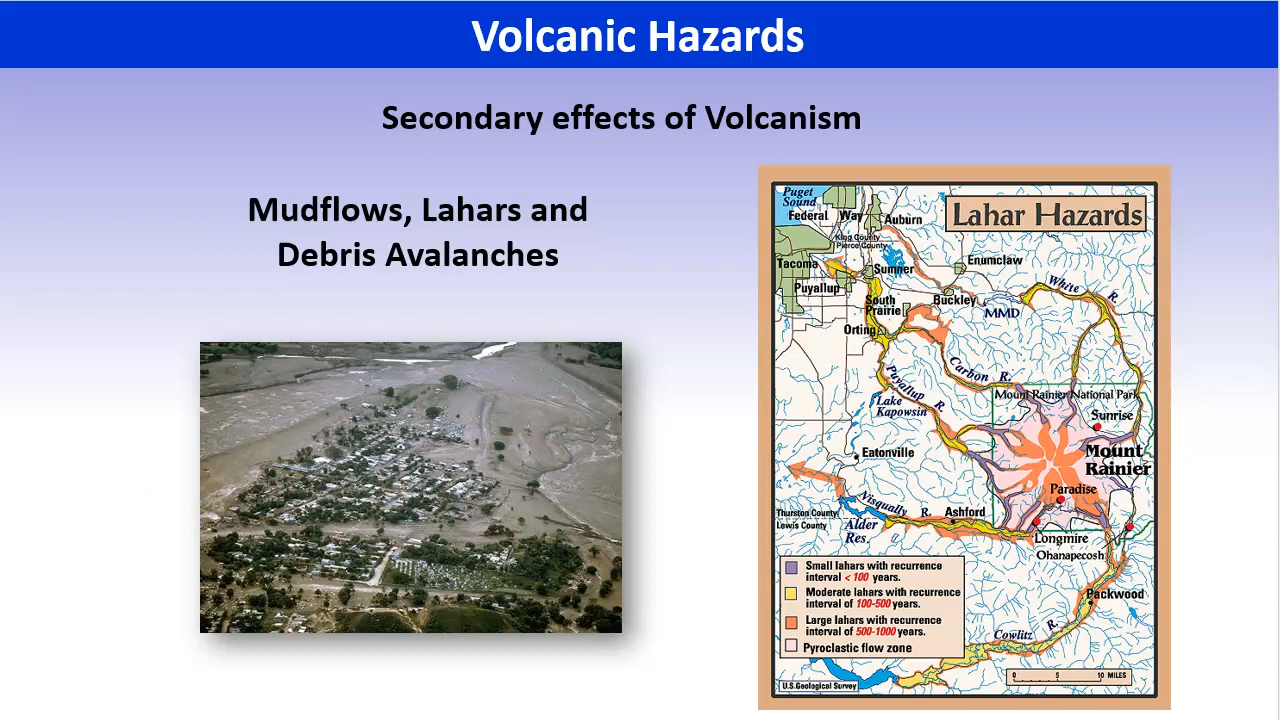 Volcanic Hazards
Secondary effects of Volcanism
Mudflows, Lahars and
Debris Avalanches
Lahar Hazards
Puget
Sound
Federal Way
Auburn
King County
Pierce County
Tacoma
Sumner
Enumclaw
Puyallup
South
Prairie
Buckley
MMD
White R.
Orting
Carbon R.
Puyallup R.
Lake
Kapowsin
Mount Rainier National Park
Sunrise
Eatonville
Mount
Rainier
Paradise
Nisqually R.
Ashford
Thurston County
Lewis County
Alder
Res.
Longmire
Ohanapecosh
Packwood
Cowlitz R.
Small lahars with recurrence
interval < 100 years.
Moderate lahars with recurrence
interval of 100-500 years.
Large lahars with recurrence
interval of 500-1000 years.
Pyroclastic flow zone
0 5 10 MILES
U.S. Geological Survey